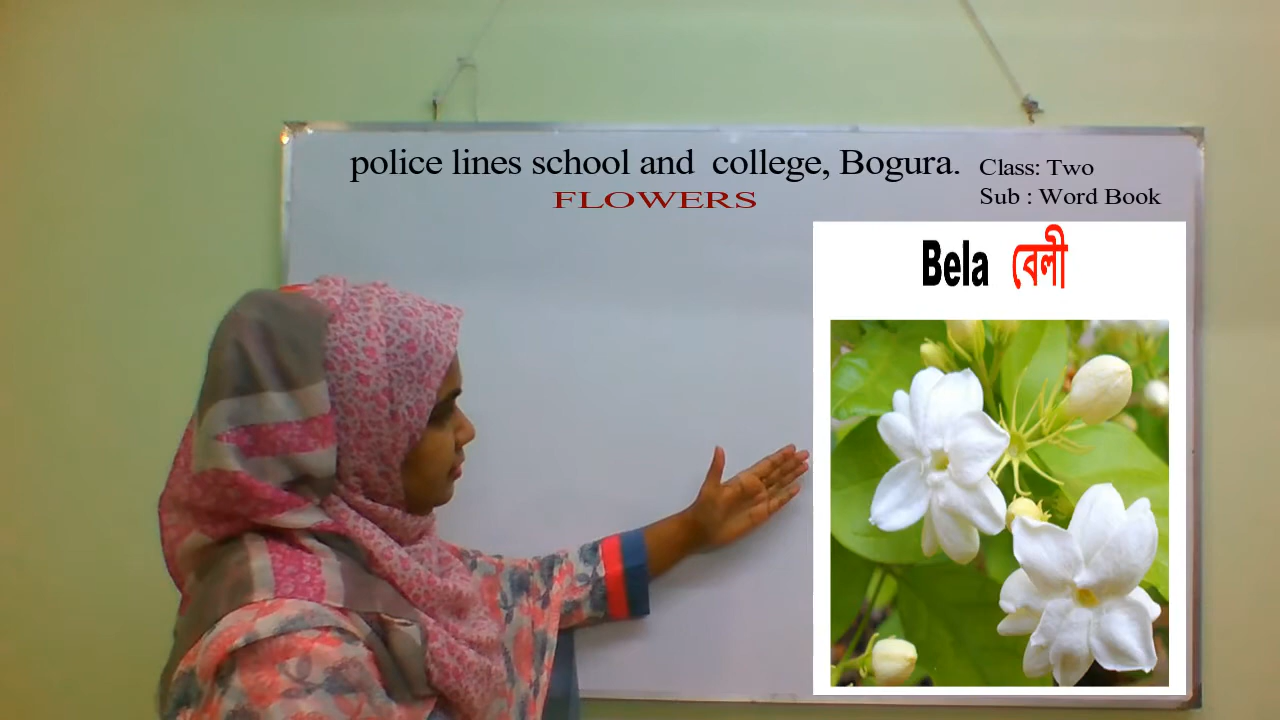 police lines school and college, Bogura.
Class: Two
FLOWERS
Sub : Word Book
Bela বেলী